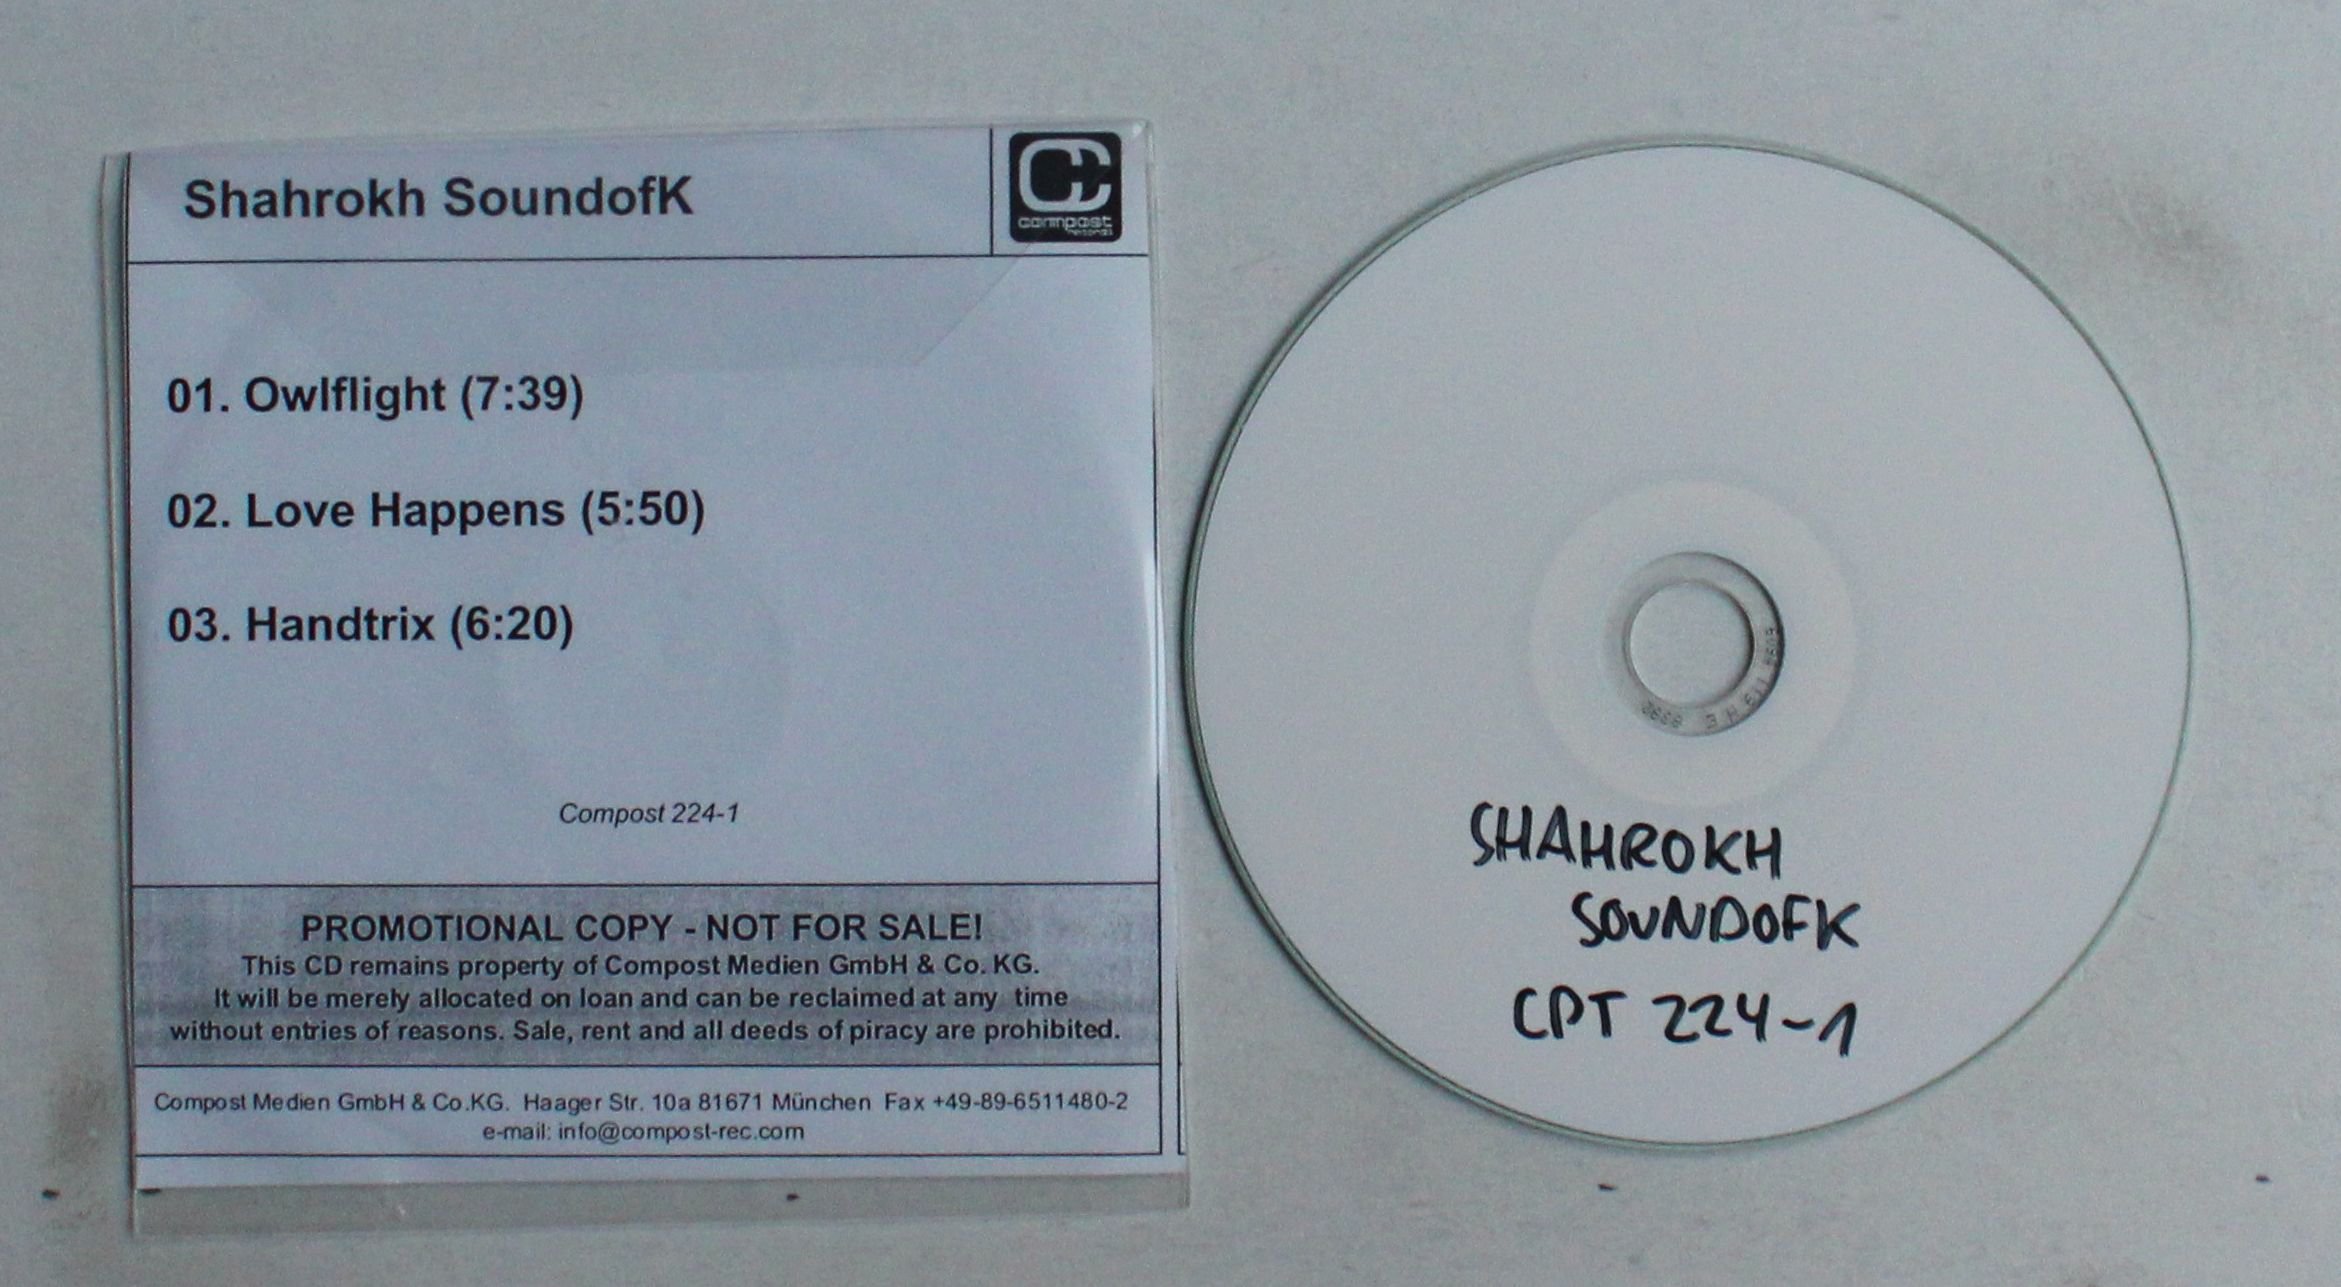 Shahrokh SoundofK
compost
records
01. Owlflight (7:39)
02. Love Happens (5:50)
03. Handtrix (6:20)
Compost 224-1
PROMOTIONAL COPY - NOT FOR SALE!
This CD remains property of Compost Medien GmbH & Co. KG.
It will be merely allocated on loan and can be reclaimed at any time
without entries of reasons. Sale, rent and all deeds of piracy are prohibited.
Compost Medien GmbH & Co.KG. Haager Str. 10a 81671 München Fax +49-89-6511480-2
e-mail: info@compost-rec.com
SHAHROKH
SOUNDOFK
CPT 224-1